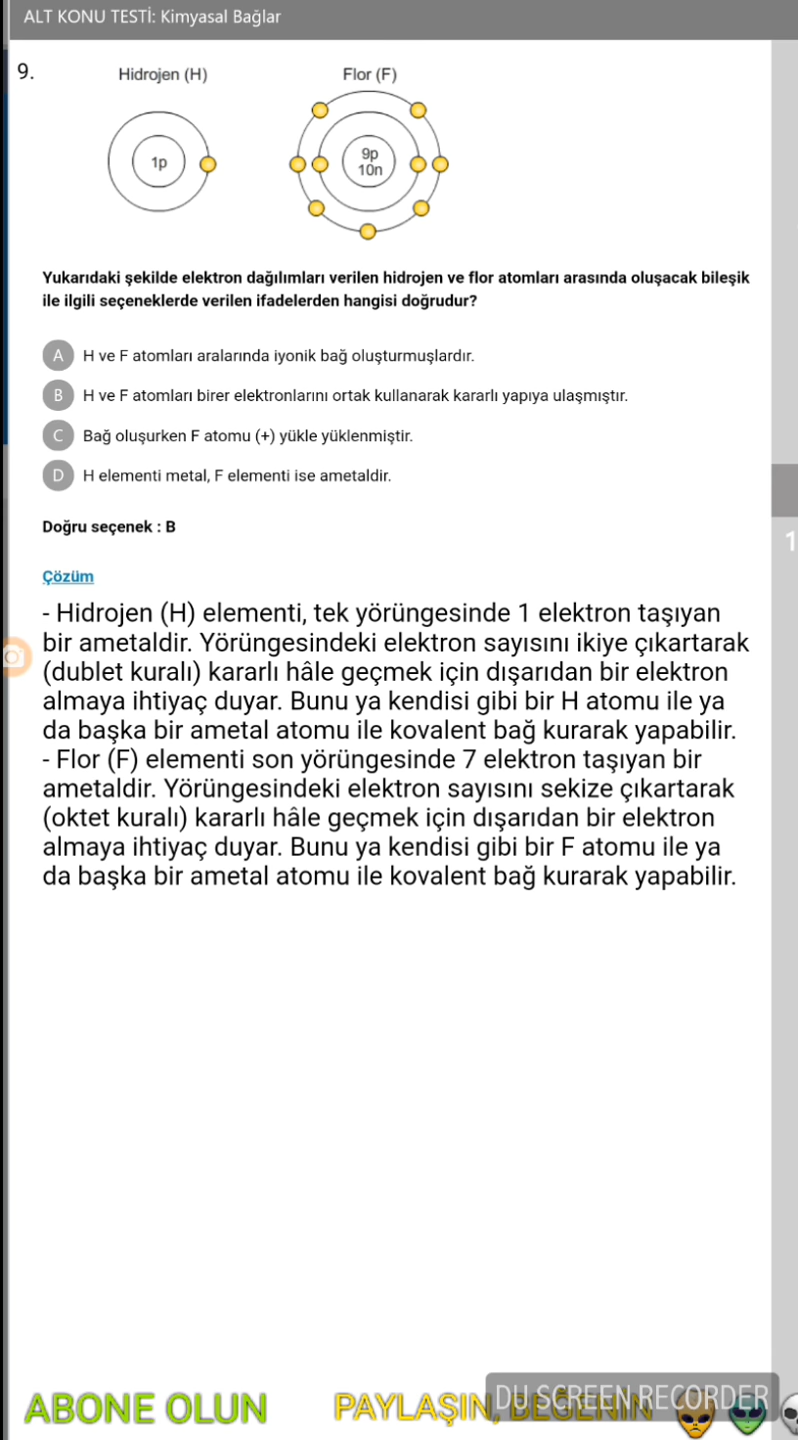 ALT KONU TESTİ: Kimyasal Bağlar
9.
Hidrojen (H)
Flor (F)
1p
9p
10n
Yukarıdaki şekilde elektron dağılımları verilen hidrojen ve flor atomları arasında oluşacak bileşik
ile ilgili seçeneklerde verilen ifadelerden hangisi doğrudur?
A H ve F atomları aralarında iyonik bağ oluşturmuşlardır.
B H ve F atomları birer elektronlarını ortak kullanarak kararlı yapıya ulaşmıştır.
C Bağ oluşurken F atomu (+) yükle yüklenmiştir.
D H elementi metal, F elementi ise ametaldir.
Doğru seçenek : B
1
Çözüm
- Hidrojen (H) elementi, tek yörüngesinde 1 elektron taşıyan
bir ametaldir. Yörüngesindeki elektron sayısını ikiye çıkartarak
(dublet kuralı) kararlı hâle geçmek için dışarıdan bir elektron
almaya ihtiyaç duyar. Bunu ya kendisi gibi bir H atomu ile ya
da başka bir ametal atomu ile kovalent bağ kurarak yapabilir.
- Flor (F) elementi son yörüngesinde 7 elektron taşıyan bir
ametaldir. Yörüngesindeki elektron sayısını sekize çıkartarak
(oktet kuralı) kararlı hâle geçmek için dışarıdan bir elektron
almaya ihtiyaç duyar. Bunu ya kendisi gibi bir F atomu ile ya
da başka bir ametal atomu ile kovalent bağ kurarak yapabilir.
ABONE OLUN
PAYLAŞIN, BEĞENİN
DU SCREEN RECORDER